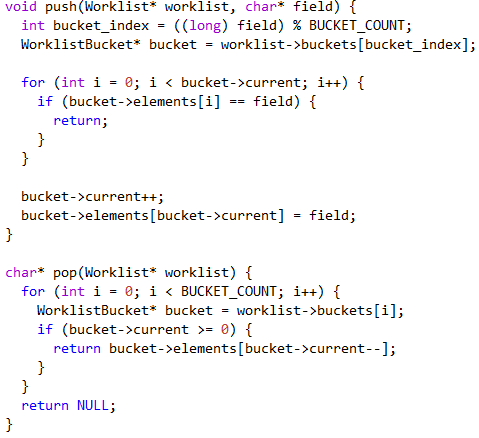 void push(Worklist* worklist, char* field) {
  int bucket_index = ((long) field) % BUCKET_COUNT;
  WorklistBucket* bucket = worklist->buckets[bucket_index];

  for (int i = 0; i < bucket->current; i++) {
    if (bucket->elements[i] == field) {
      return;
    }
  }

  bucket->current++;
  bucket->elements[bucket->current] = field;
}

char* pop(Worklist* worklist) {
  for (int i = 0; i < BUCKET_COUNT; i++) {
    WorklistBucket* bucket = worklist->buckets[i];
    if (bucket->current >= 0) {
      return bucket->elements[bucket->current--];
    }
  }
  return NULL;
}